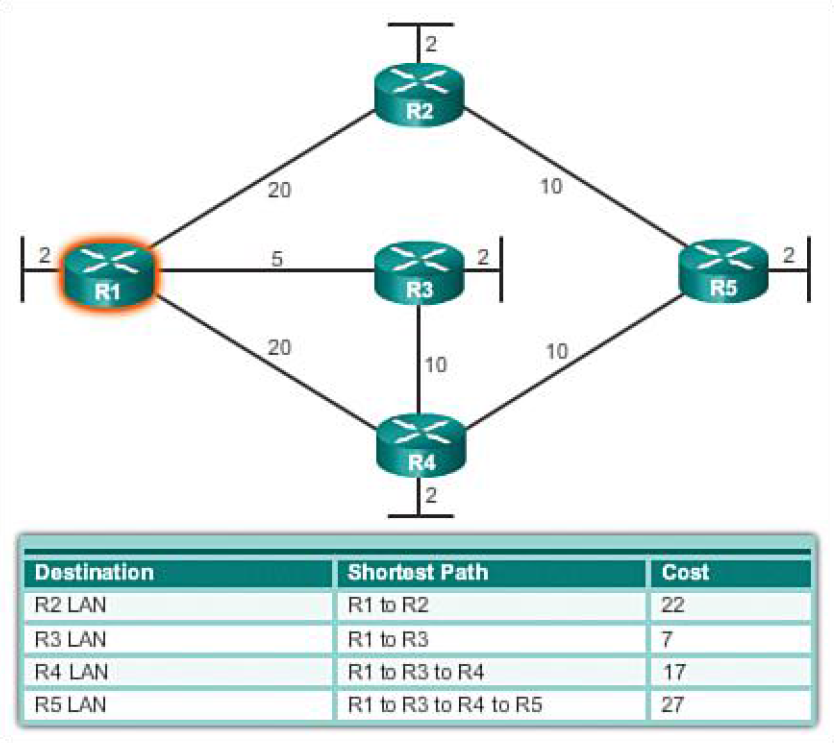 2
R2
20
10
2
R1
5
R3
2
R5
2
20
10
10
R4
2
Destination Shortest Path Cost
R2 LAN R1 to R2 22
R3 LAN R1 to R3 7
R4 LAN R1 to R3 to R4 17
R5 LAN R1 to R3 to R4 to R5 27